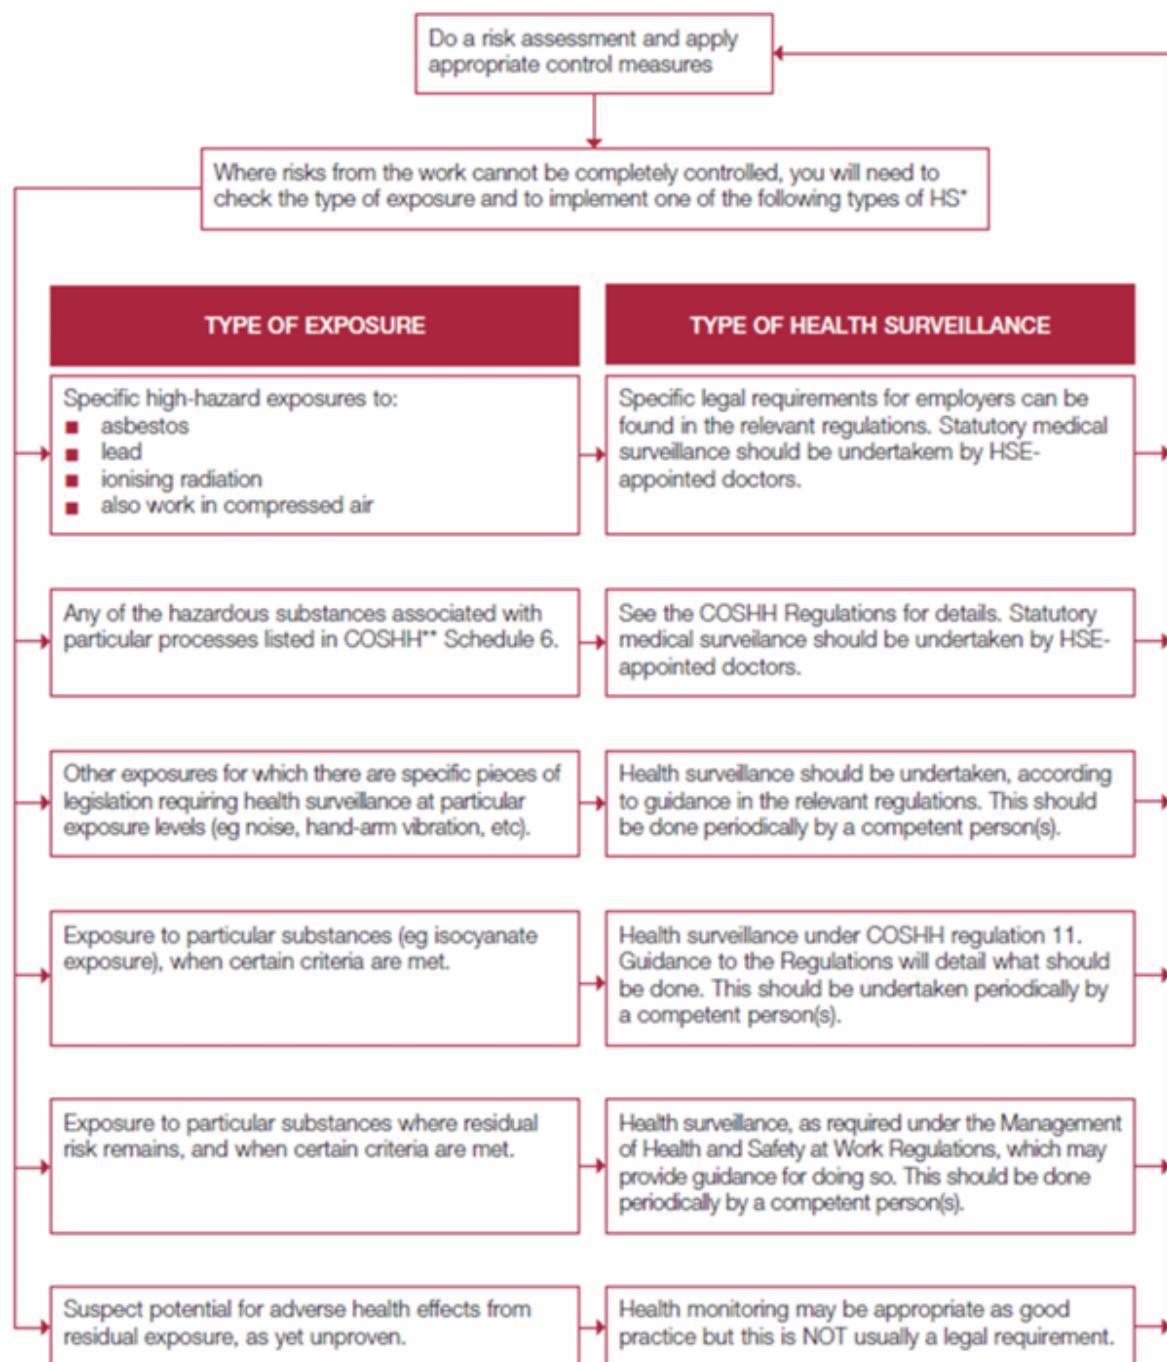 Do a risk assessment and apply
appropriate control measures
Where risks from the work cannot be completely controlled, you will need to
check the type of exposure and to implement one of the following types of HS*
TYPE OF EXPOSURE
TYPE OF HEALTH SURVEILLANCE
Specific high-hazard exposures to:
■ asbestos
■ lead
■ ionising radiation
■ also work in compressed air
Specific legal requirements for employers can be
found in the relevant regulations. Statutory medical
surveillance should be undertakem by HSE-
appointed doctors.
Any of the hazardous substances associated with
particular processes listed in COSHH** Schedule 6.
See the COSHH Regulations for details. Statutory
medical surveilance should be undertaken by HSE-
appointed doctors.
Other exposures for which there are specific pieces of
legislation requiring health surveillance at particular
exposure levels (eg noise, hand-arm vibration, etc).
Health surveillance should be undertaken, according
to guidance in the relevant regulations. This should
be done periodically by a competent person(s).
Exposure to particular substances (eg isocyanate
exposure), when certain criteria are met.
Health surveillance under COSHH regulation 11.
Guidance to the Regulations will detail what should
be done. This should be undertaken periodically by
a competent person(s).
Exposure to particular substances where residual
risk remains, and when certain criteria are met.
Health surveillance, as required under the Management
of Health and Safety at Work Regulations, which may
provide guidance for doing so. This should be done
periodically by a competent person(s).
Suspect potential for adverse health effects from
residual exposure, as yet unproven.
Health monitoring may be appropriate as good
practice but this is NOT usually a legal requirement.